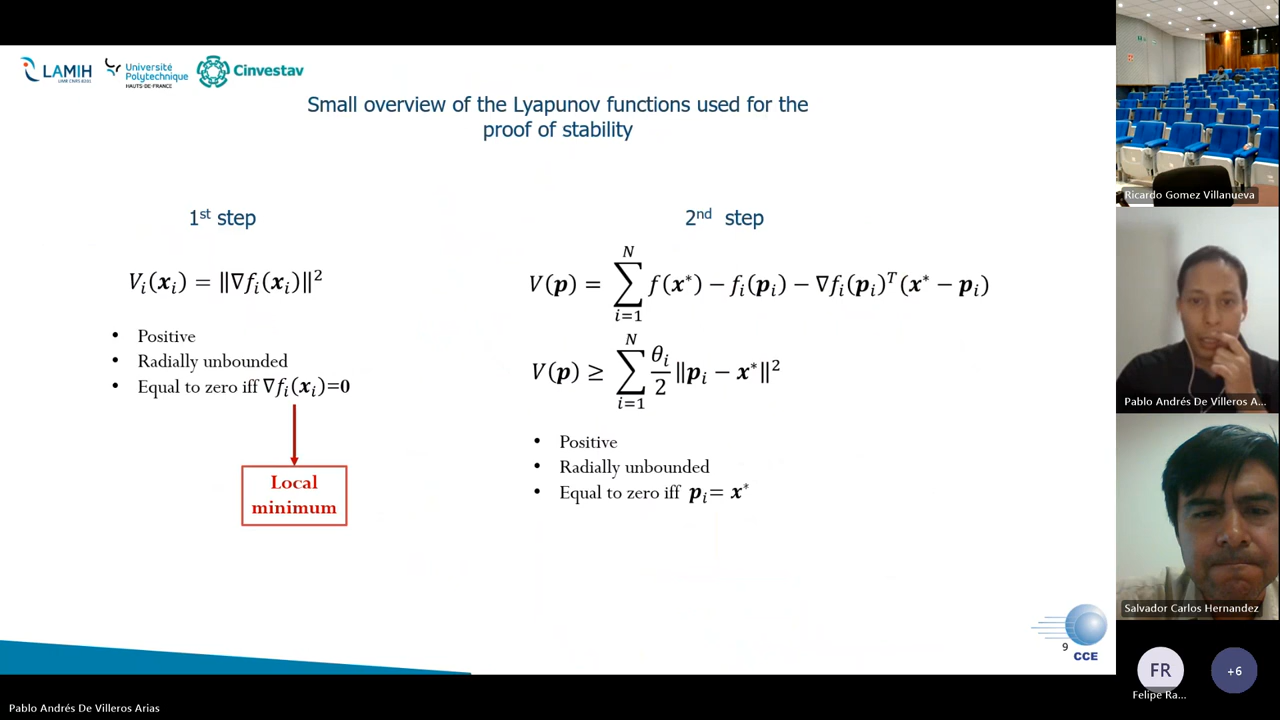 LAMIH
UMR CNRS 8201
Université
Polytechnique
HAUTS-DE-FRANCE
Cinvestav
Small overview of the Lyapunov functions used for the
proof of stability
1st step
V_i(x_i) = ‖∇f_i(x_i)‖²
• Positive
• Radially unbounded
• Equal to zero iff ∇f_i(x_i)=0
Local
minimum
2nd step
V(p) = ∑_{i=1}^{N} f(x*) − f_i(p_i) − ∇f_i(p_i)^T (x* − p_i)
V(p) ≥ ∑_{i=1}^{N} θ_i/2 ‖p_i − x*‖²
• Positive
• Radially unbounded
• Equal to zero iff p_i= x*
9
CCE
Ricardo Gomez Villanueva
Pablo Andrés De Villeros A...
Salvador Carlos Hernandez
FR
Felipe Ra...
+6
Pablo Andrés De Villeros Arias